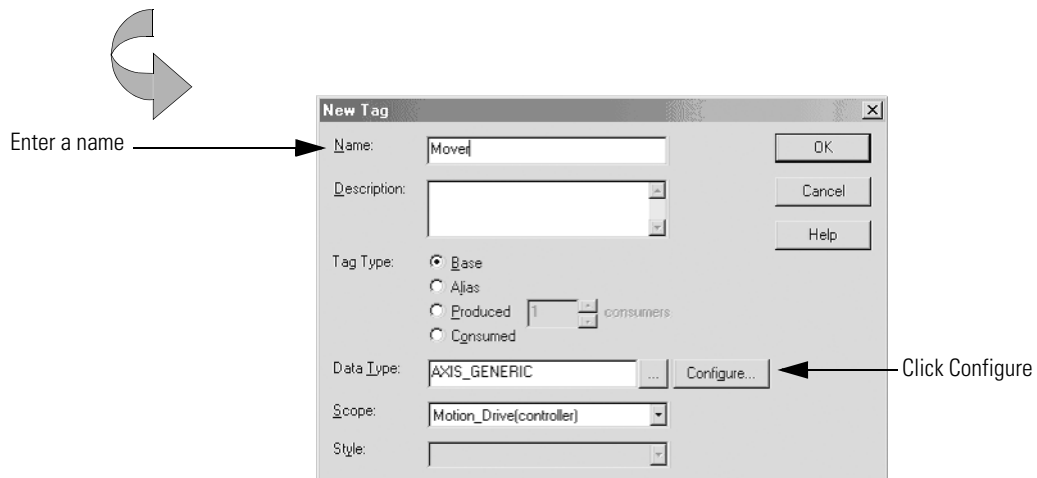 New Tag
Enter a name
Name: Mover
OK
Description:
Cancel
Help
Tag Type: Base
Alias
Produced 1 consumers
Consumed
Data Type: AXIS_GENERIC ... Configure...
Click Configure
Scope: Motion_Drive(controller)
Style: